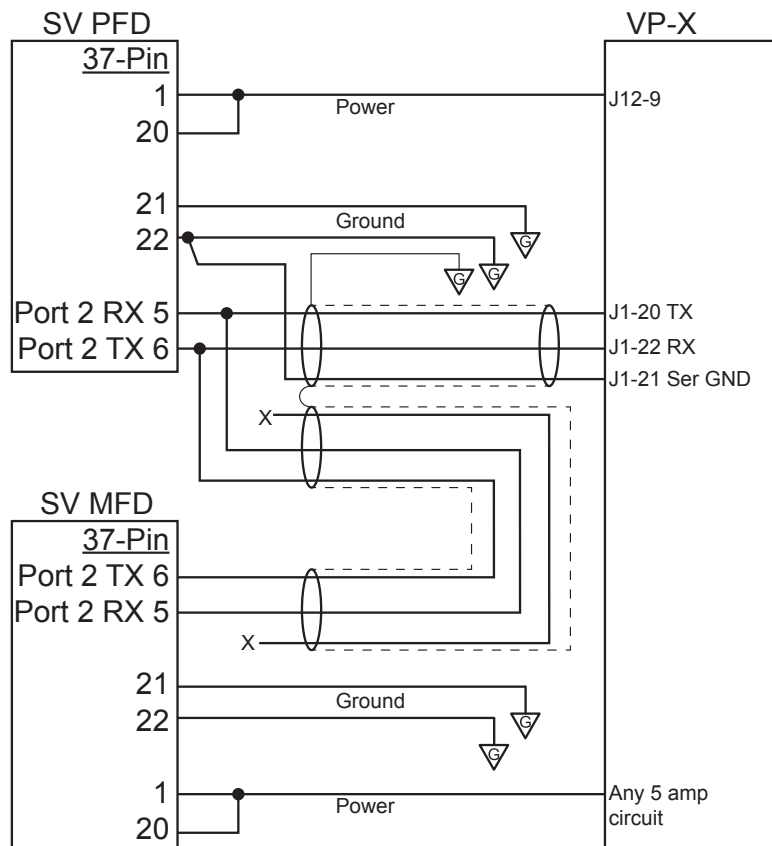 SV PFD
VP-X
37-Pin
1
Power
J12-9
20
21
G
Ground
22
G
G
Port 2 RX 5
J1-20 TX
Port 2 TX 6
J1-22 RX
J1-21 Ser GND
X
SV MFD
37-Pin
Port 2 TX 6
Port 2 RX 5
X
21
Ground
G
22
G
1
Power
Any 5 amp
circuit
20